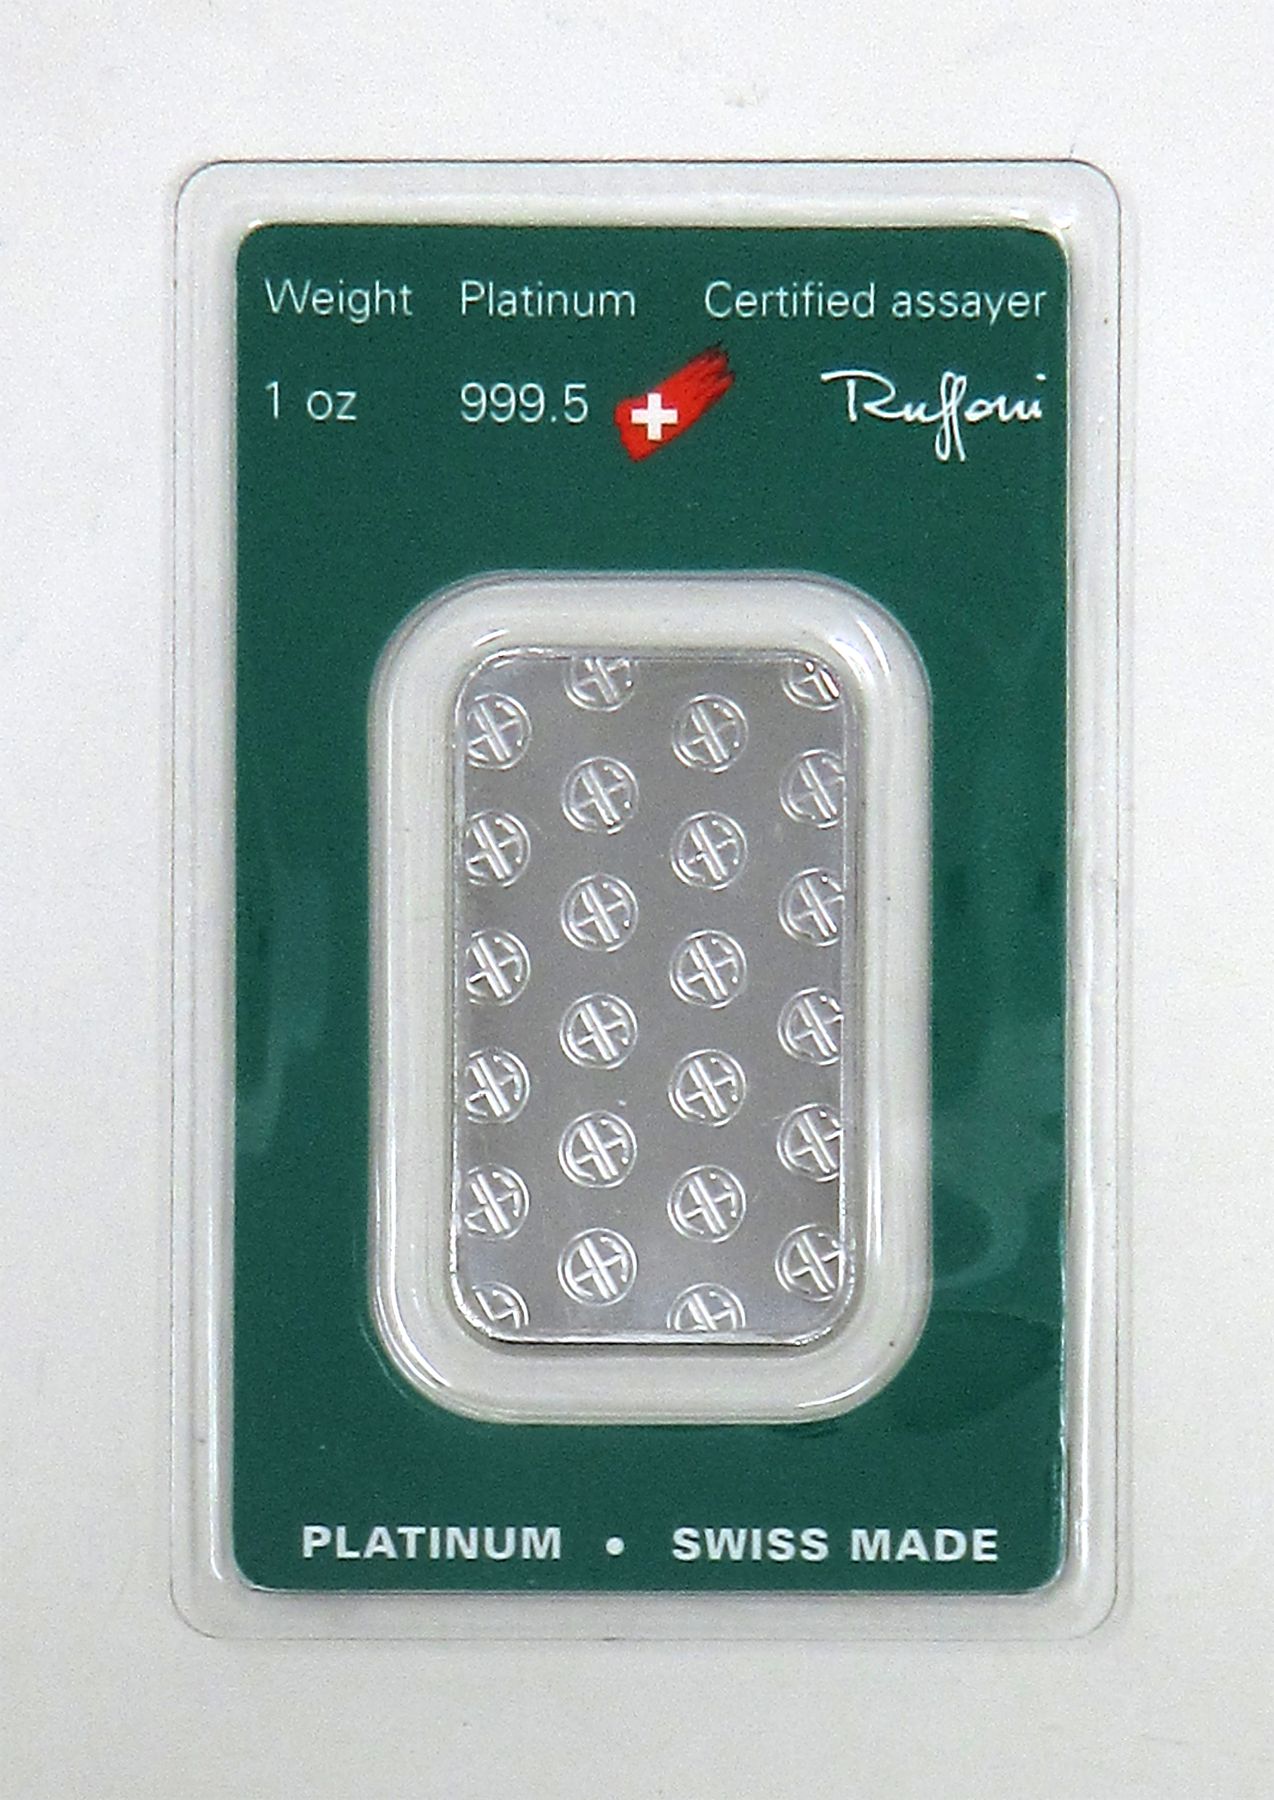 Weight Platinum Certified assayer
1 oz 999.5 Ruffoni
PLATINUM • SWISS MADE